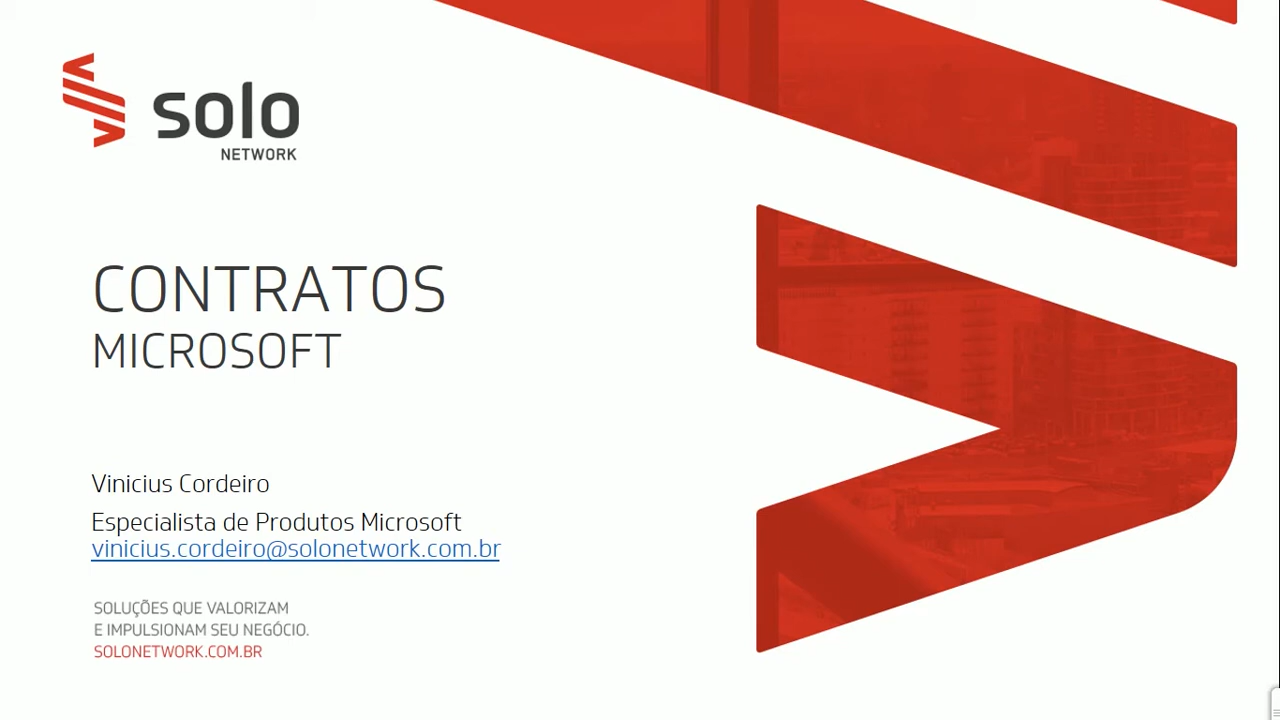 solo
NETWORK
CONTRATOS
MICROSOFT
Vinicius Cordeiro
Especialista de Produtos Microsoft
vinicius.cordeiro@solonetwork.com.br
SOLUÇÕES QUE VALORIZAM
E IMPULSIONAM SEU NEGÓCIO.
SOLONETWORK.COM.BR